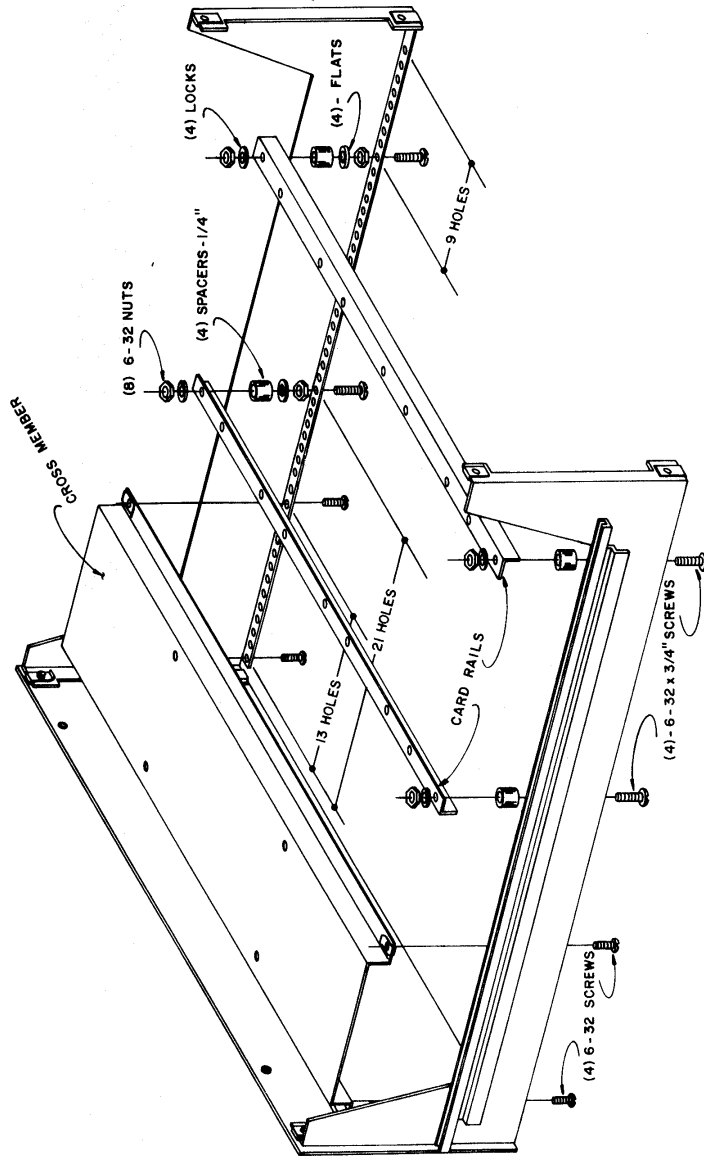 CROSS MEMBER
(8) 6-32 NUTS
(4) SPACERS-1/4"
(4) LOCKS
(4)- FLATS
9 HOLES
21 HOLES
13 HOLES
CARD RAILS
(4)-6-32 x 3/4" SCREWS
(4) 6-32 SCREWS